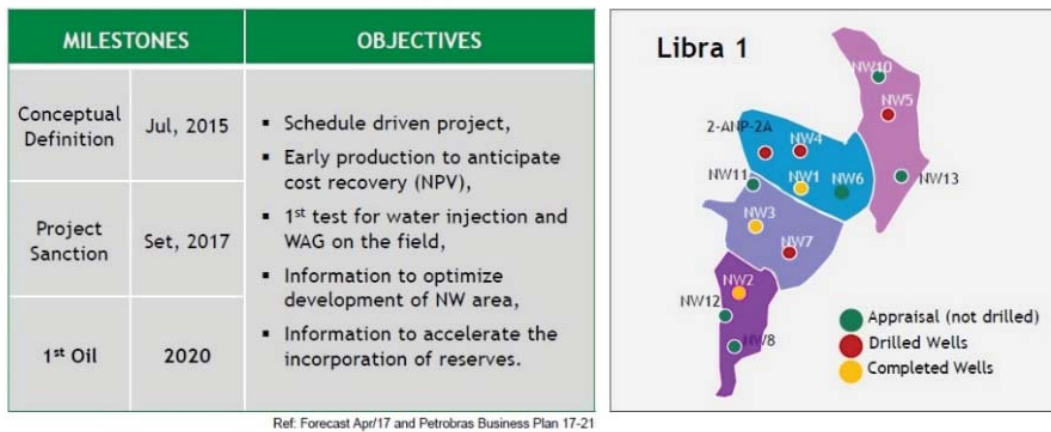 MILESTONES
OBJECTIVES
Conceptual
Definition
Jul, 2015
Project
Sanction
Set, 2017
1st Oil
2020
▪ Schedule driven project,
▪ Early production to anticipate
cost recovery (NPV),
▪ 1st test for water injection and
WAG on the field,
▪ Information to optimize
development of NW area,
▪ Information to accelerate the
incorporation of reserves.
Ref: Forecast Apr/17 and Petrobras Business Plan 17-21
Libra 1
NW10
NW5
2-ANP-2A
NW4
NW11
NW1
NW6
NW13
NW3
NW7
NW2
NW12
NW8
Appraisal (not drilled)
Drilled Wells
Completed Wells